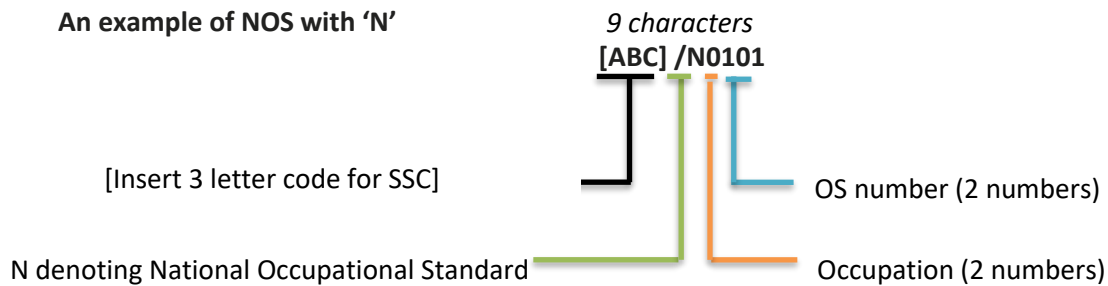 An example of NOS with ‘N’
9 characters
[ABC] /N0101
[Insert 3 letter code for SSC]
OS number (2 numbers)
N denoting National Occupational Standard
Occupation (2 numbers)